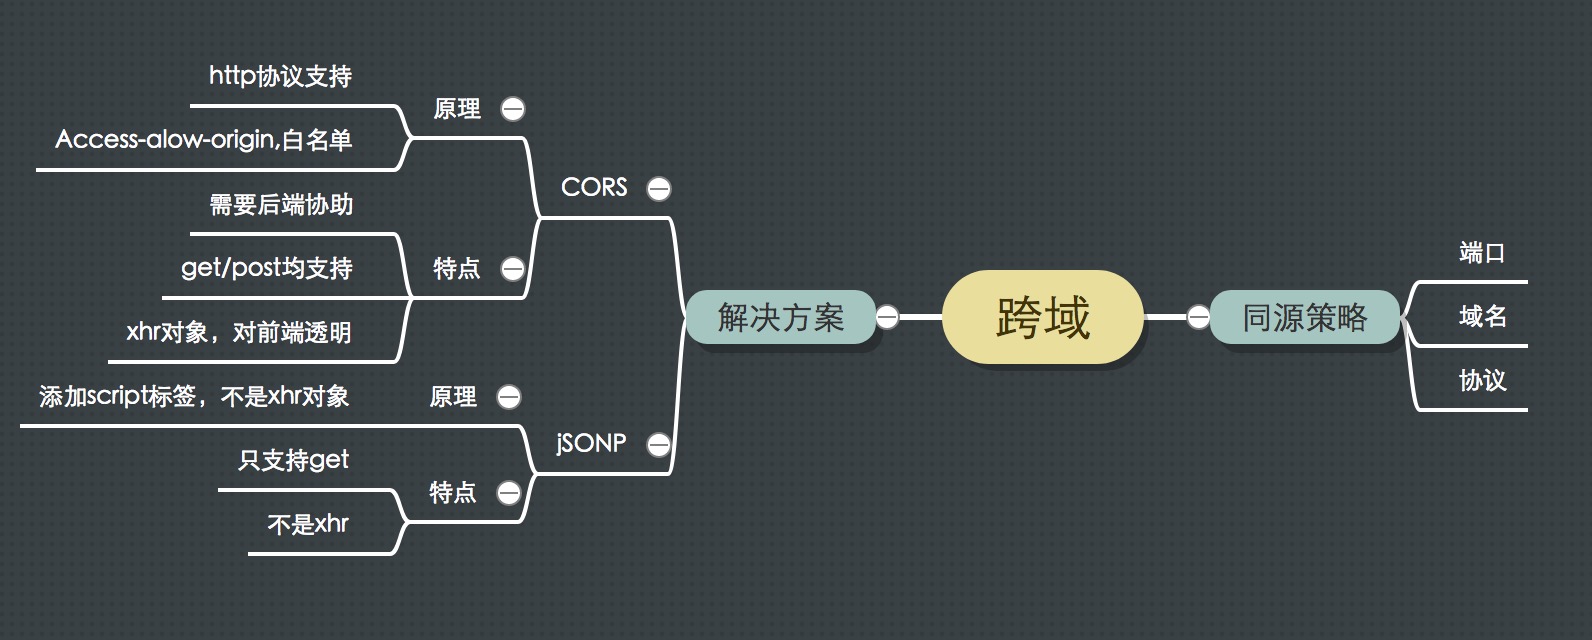 跨域
解决方案
CORS
原理
http协议支持
Access-alow-origin,白名单
特点
需要后端协助
get/post均支持
xhr对象，对前端透明
jSONP
原理
添加script标签，不是xhr对象
特点
只支持get
不是xhr
同源策略
端口
域名
协议